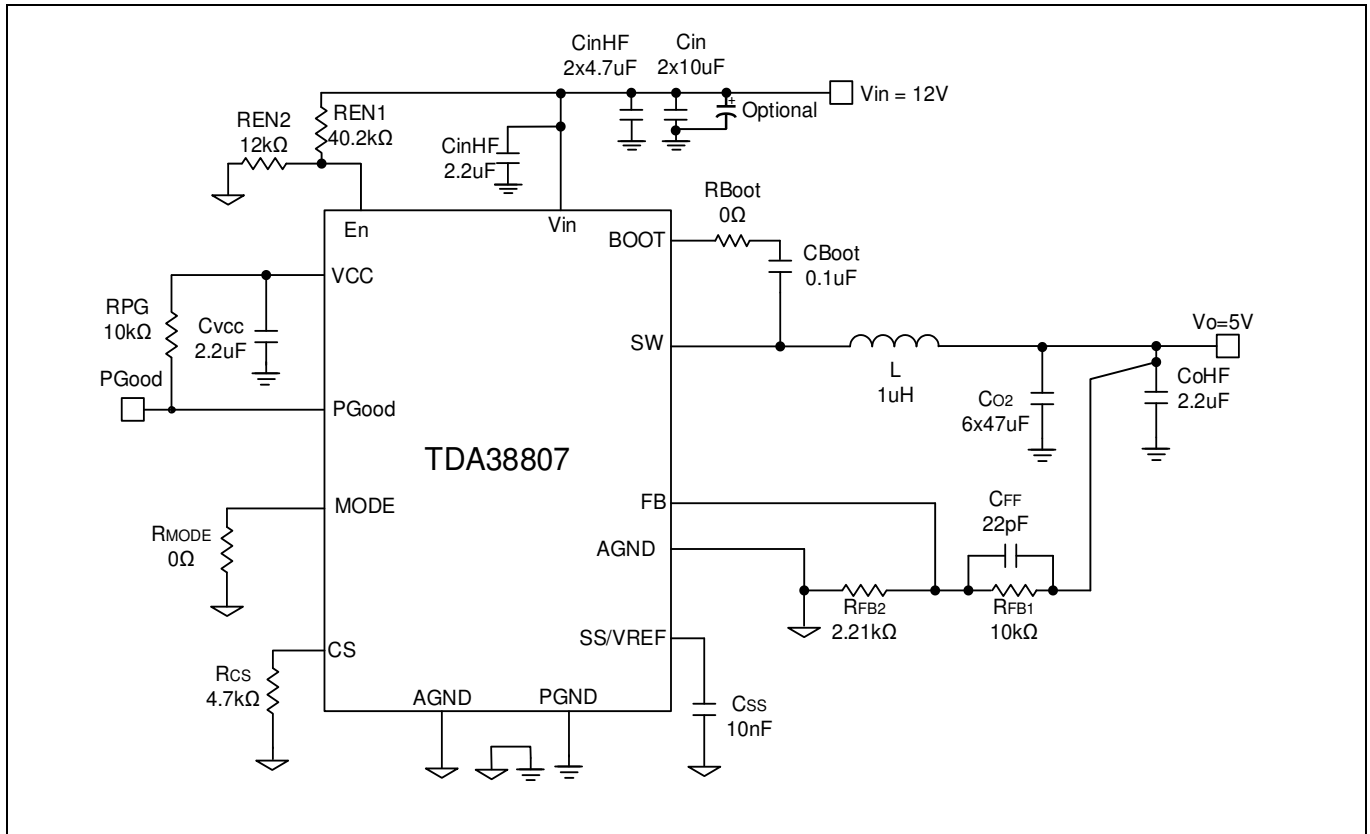 CinHF
2x4.7uF
Cin
2x10uF
+
Optional
Vin = 12V
REN2
12kΩ
REN1
40.2kΩ
CinHF
2.2uF
En
Vin
BOOT
RBoot
0Ω
CBoot
0.1uF
VCC
RPG
10kΩ
Cvcc
2.2uF
PGood
PGood
SW
L
1uH
Vo=5V
CO2
6x47uF
CoHF
2.2uF
TDA38807
MODE
RMODE
0Ω
FB
AGND
CFF
22pF
RFB2
2.21kΩ
RFB1
10kΩ
SS/VREF
CS
RCS
4.7kΩ
AGND
PGND
CSS
10nF